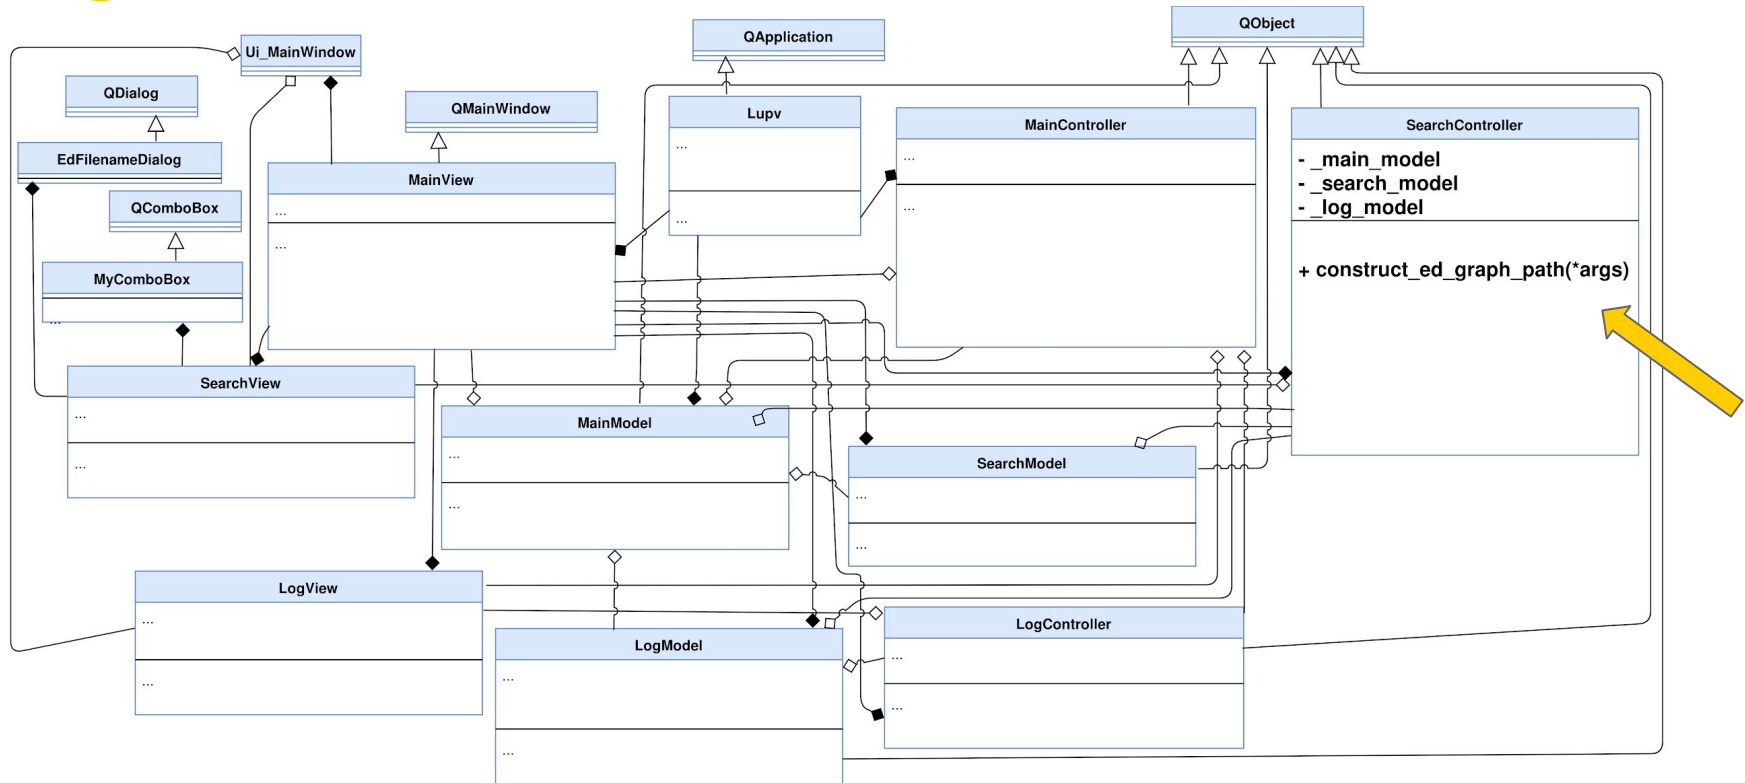 QObject
QApplication
Ui_MainWindow
QDialog
QMainWindow
Lupv
...
...
MainController
...
...
SearchController
- _main_model
- _search_model
- _log_model
+ construct_ed_graph_path(*args)
EdFilenameDialog
MainView
...
...
QComboBox
MyComboBox
...
SearchView
...
...
MainModel
...
...
SearchModel
...
...
LogView
...
...
LogModel
...
...
LogController
...
...